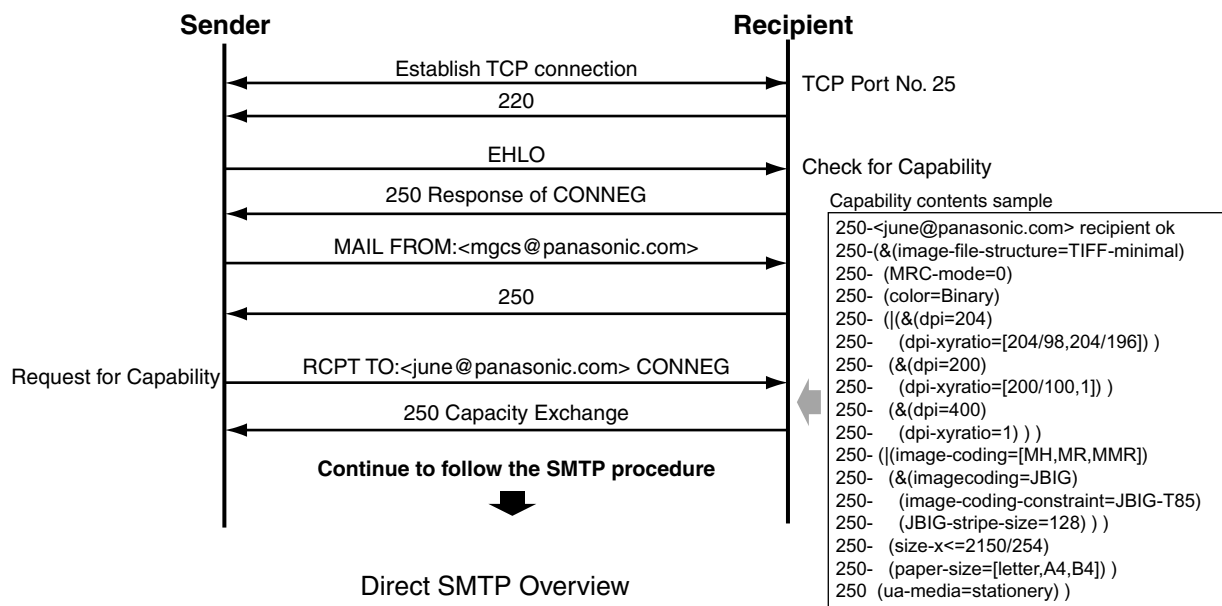 Sender
Recipient
Establish TCP connection
TCP Port No. 25
220
EHLO
Check for Capability
250 Response of CONNEG
MAIL FROM:<mgcs@panasonic.com>
250
Request for Capability
RCPT TO:<june@panasonic.com> CONNEG
250 Capacity Exchange
Continue to follow the SMTP procedure
Capability contents sample
250-<june@panasonic.com> recipient ok
250-(&(image-file-structure=TIFF-minimal)
250- (MRC-mode=0)
250- (color=Binary)
250- (|(&(dpi=204)
250- (dpi-xyratio=[204/98,204/196]) )
250- (&(dpi=200)
250- (dpi-xyratio=[200/100,1]) )
250- (&(dpi=400)
250- (dpi-xyratio=1) ) )
250- (|(image-coding=[MH,MR,MMR])
250- (&(imagecoding=JBIG)
250- (image-coding-constraint=JBIG-T85)
250- (JBIG-stripe-size=128) ) )
250- (size-x<=2150/254)
250- (paper-size=[letter,A4,B4]) )
250 (ua-media=stationery) )
Direct SMTP Overview